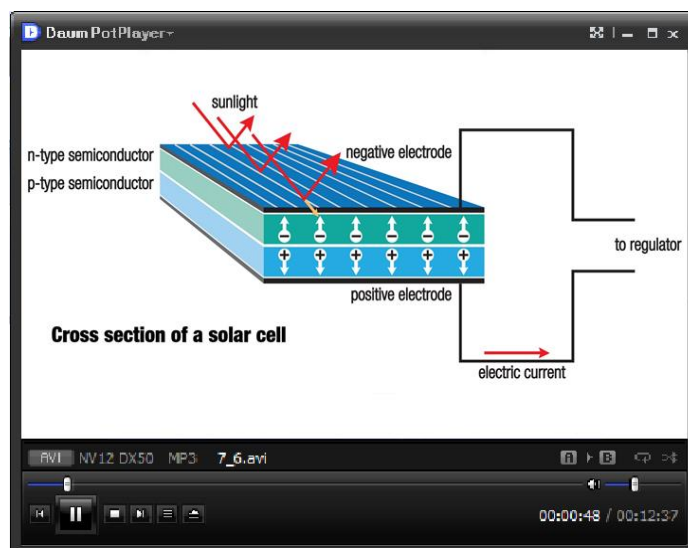 Daum PotPlayer
sunlight
n-type semiconductor
negative electrode
p-type semiconductor
to regulator
positive electrode
Cross section of a solar cell
electric current
AVI NV12 DX50 MP3 7_6.avi A B
00:00:48 / 00:12:37